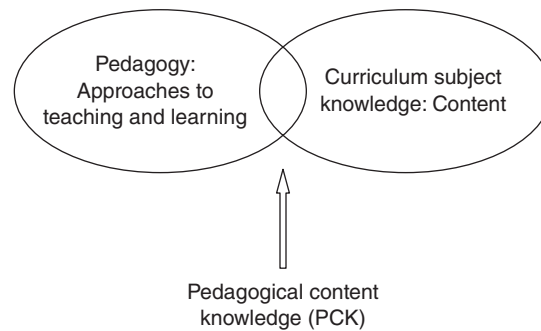 Pedagogy:
Approaches to
teaching and learning
Curriculum subject
knowledge: Content
Pedagogical content
knowledge (PCK)